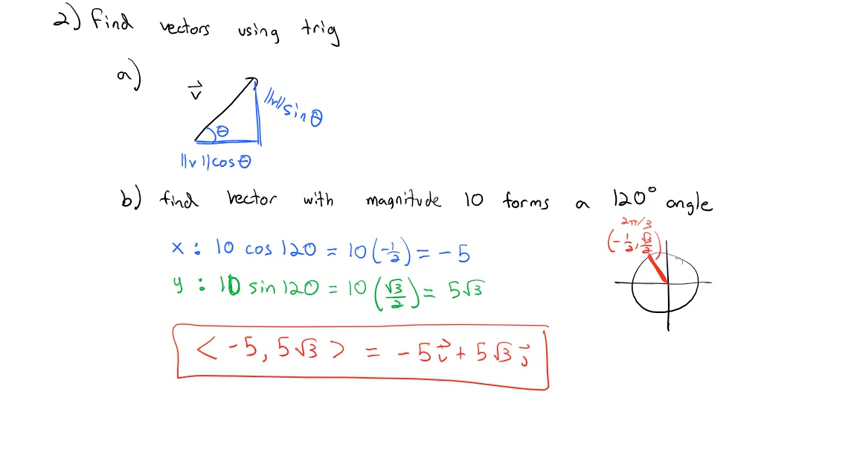 2) Find vectors using trig
a)
v⃗
||v|| sin θ
θ
||v|| cos θ
b) find vector with magnitude 10 forms a 120° angle
2π/3
(-1/2, √3/2)
x : 10 cos 120 = 10(-1/2) = -5
y : 10 sin 120 = 10(√3/2) = 5√3
< -5, 5√3 > = -5i⃗ + 5√3 j⃗